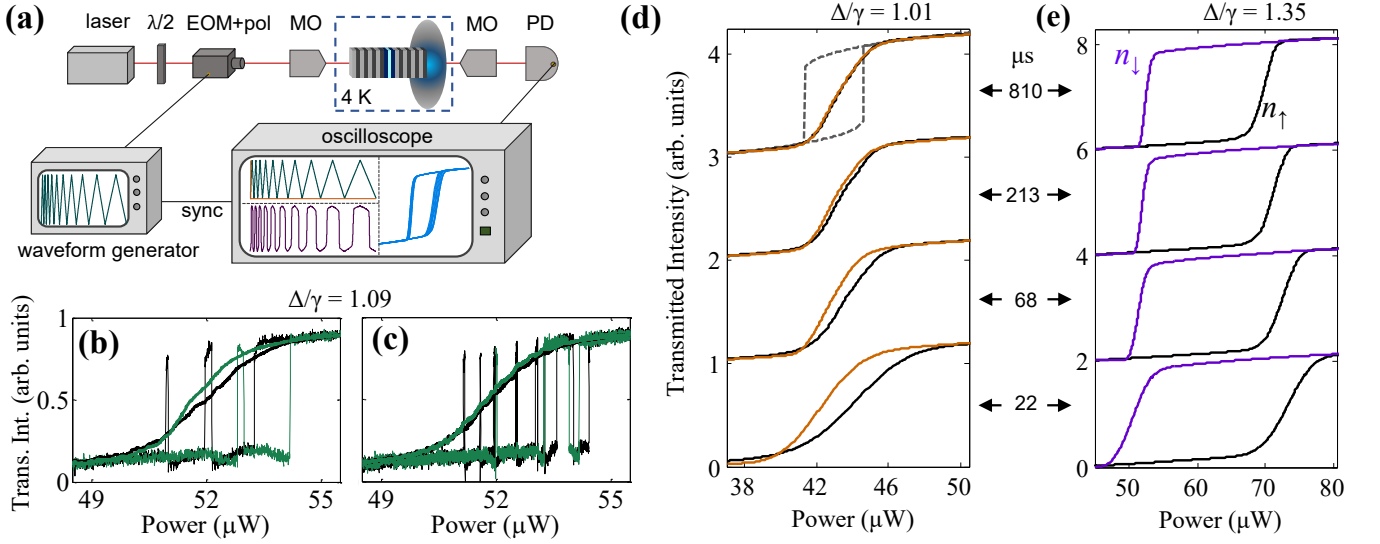 (a)
laser
λ/2
EOM+pol
MO
MO
PD
4 K
oscilloscope
waveform generator
sync
Δ/γ = 1.09
(b)
(c)
Trans. Int. (arb. units)
1
0.5
0
49
52
55
49
52
55
Power (μW)
Power (μW)
(d)
Δ/γ = 1.01
Transmitted Intensity (arb. units)
4
3
2
1
0
38
42
46
50
Power (μW)
μs
810
213
68
22
(e)
Δ/γ = 1.35
n↓
n↑
8
6
4
2
0
50
60
70
80
Power (μW)